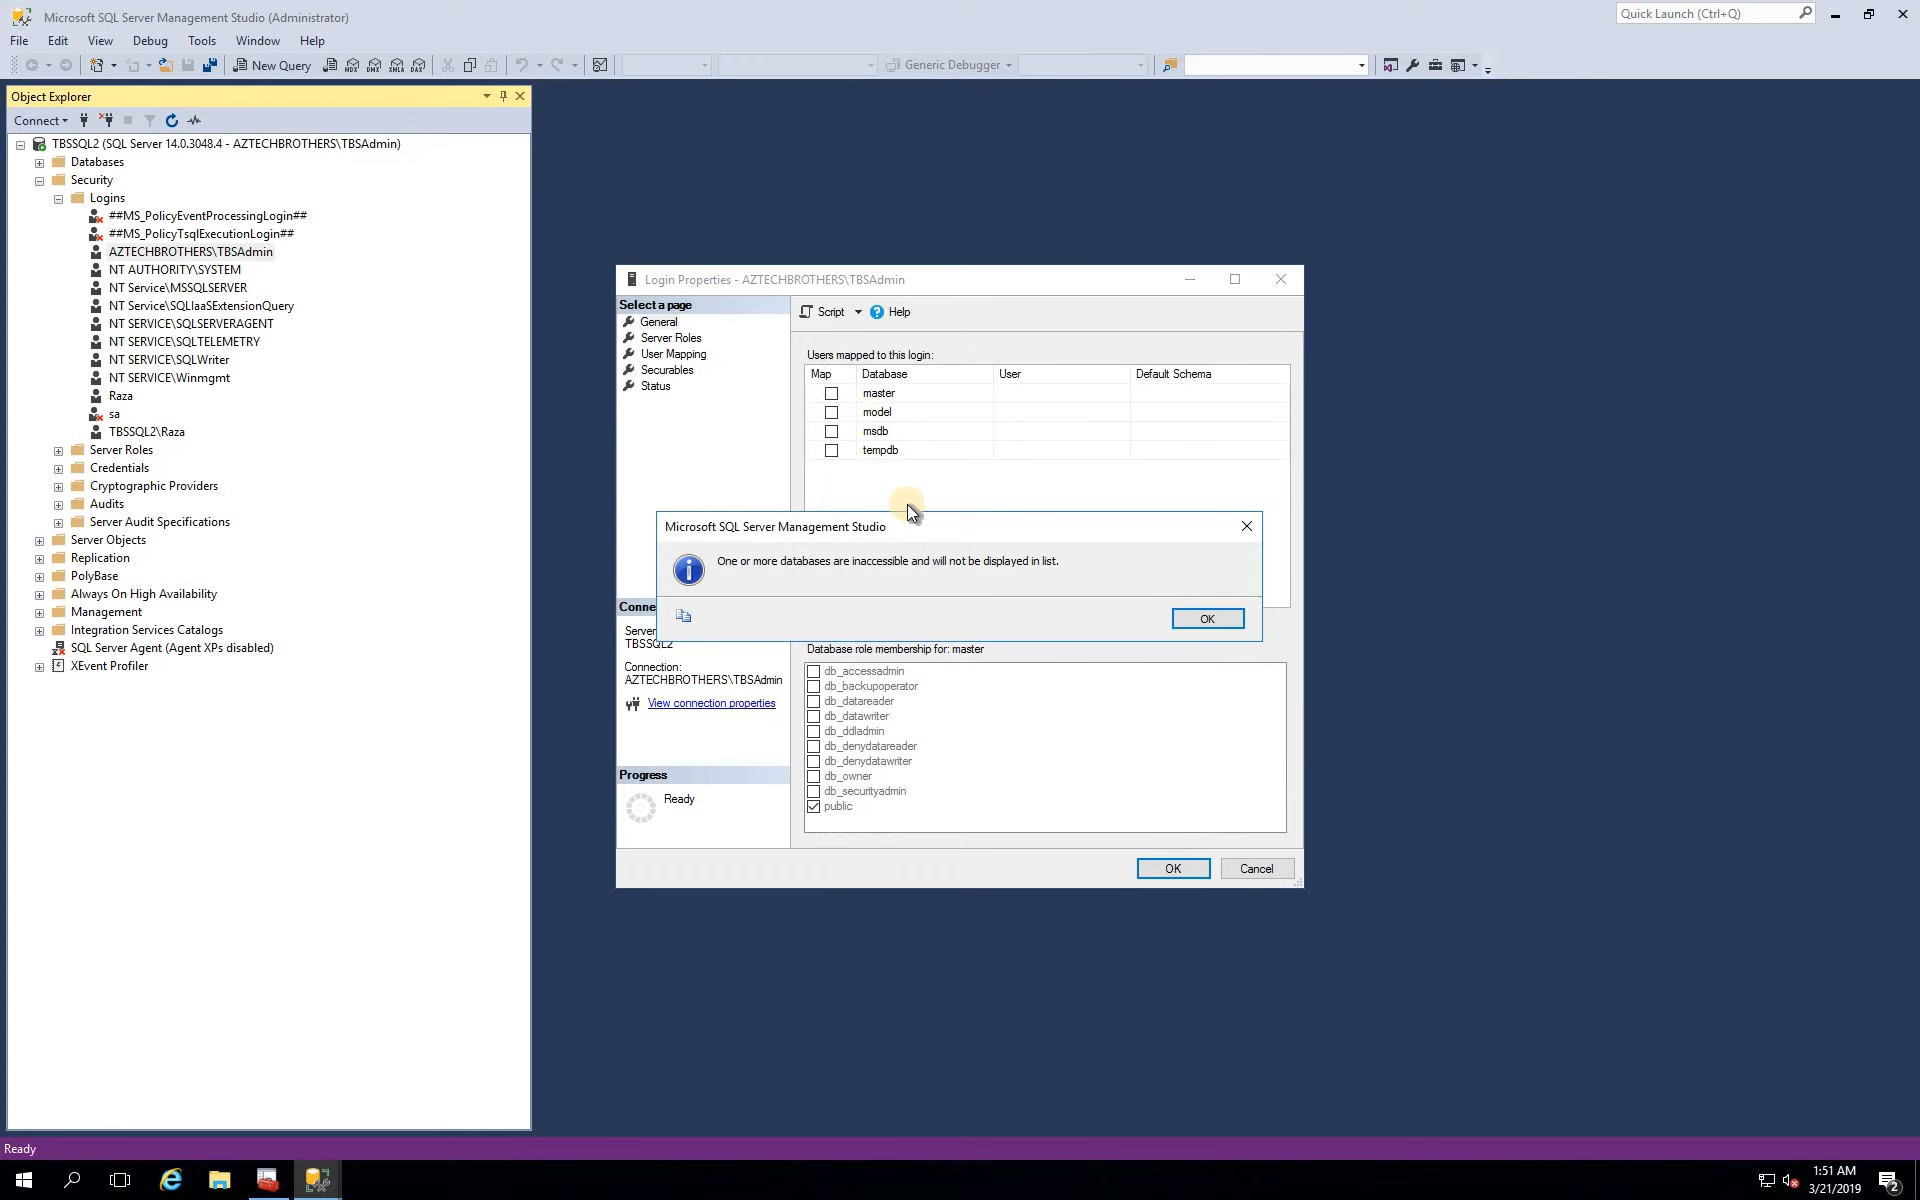 Microsoft SQL Server Management Studio (Administrator)
Quick Launch (Ctrl+Q)
File Edit View Debug Tools Window Help
New Query
MDX DMX XMLA DAX
Generic Debugger
Object Explorer
Connect
TBSSQL2 (SQL Server 14.0.3048.4 - AZTECHBROTHERS\TBSAdmin)
Databases
Security
Logins
##MS_PolicyEventProcessingLogin##
##MS_PolicyTsqlExecutionLogin##
AZTECHBROTHERS\TBSAdmin
NT AUTHORITY\SYSTEM
NT Service\MSSQLSERVER
NT Service\SQLIaaSExtensionQuery
NT SERVICE\SQLSERVERAGENT
NT SERVICE\SQLTELEMETRY
NT SERVICE\SQLWriter
NT SERVICE\Winmgmt
Raza
sa
TBSSQL2\Raza
Server Roles
Credentials
Cryptographic Providers
Audits
Server Audit Specifications
Server Objects
Replication
PolyBase
Always On High Availability
Management
Integration Services Catalogs
SQL Server Agent (Agent XPs disabled)
XEvent Profiler
Login Properties - AZTECHBROTHERS\TBSAdmin
Select a page
General
Server Roles
User Mapping
Securables
Status
Script Help
Users mapped to this login:
Map Database User Default Schema
master
model
msdb
tempdb
Microsoft SQL Server Management Studio
One or more databases are inaccessible and will not be displayed in list.
OK
Conne
Server
TBSSQL2
Connection:
AZTECHBROTHERS\TBSAdmin
View connection properties
Progress
Ready
Database role membership for: master
db_accessadmin
db_backupoperator
db_datareader
db_datawriter
db_ddladmin
db_denydatareader
db_denydatawriter
db_owner
db_securityadmin
public
OK Cancel
Ready
1:51 AM
3/21/2019
2